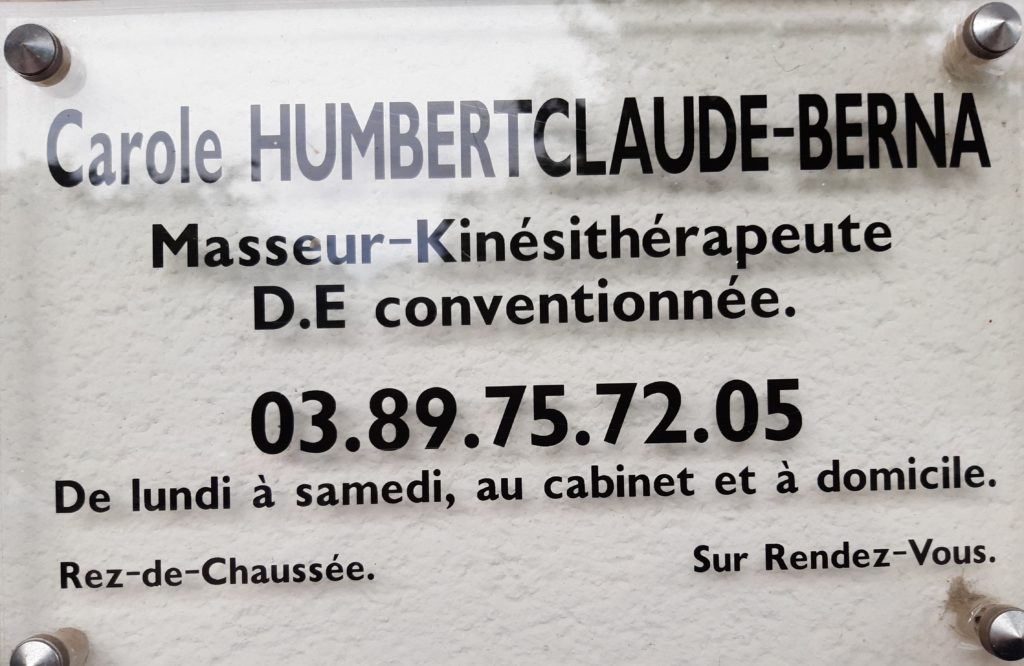 Carole HUMBERTCLAUDE-BERNA
Masseur-Kinésithérapeute
D.E conventionnée.
03.89.75.72.05
De lundi à samedi, au cabinet et à domicile.
Rez-de-Chaussée. Sur Rendez-Vous.